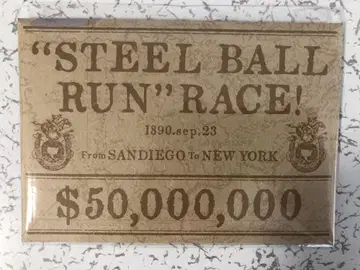 "STEEL BALL
RUN" RACE!
1890.sep.23
From SANDIEGO To NEW YORK
$50,000,000